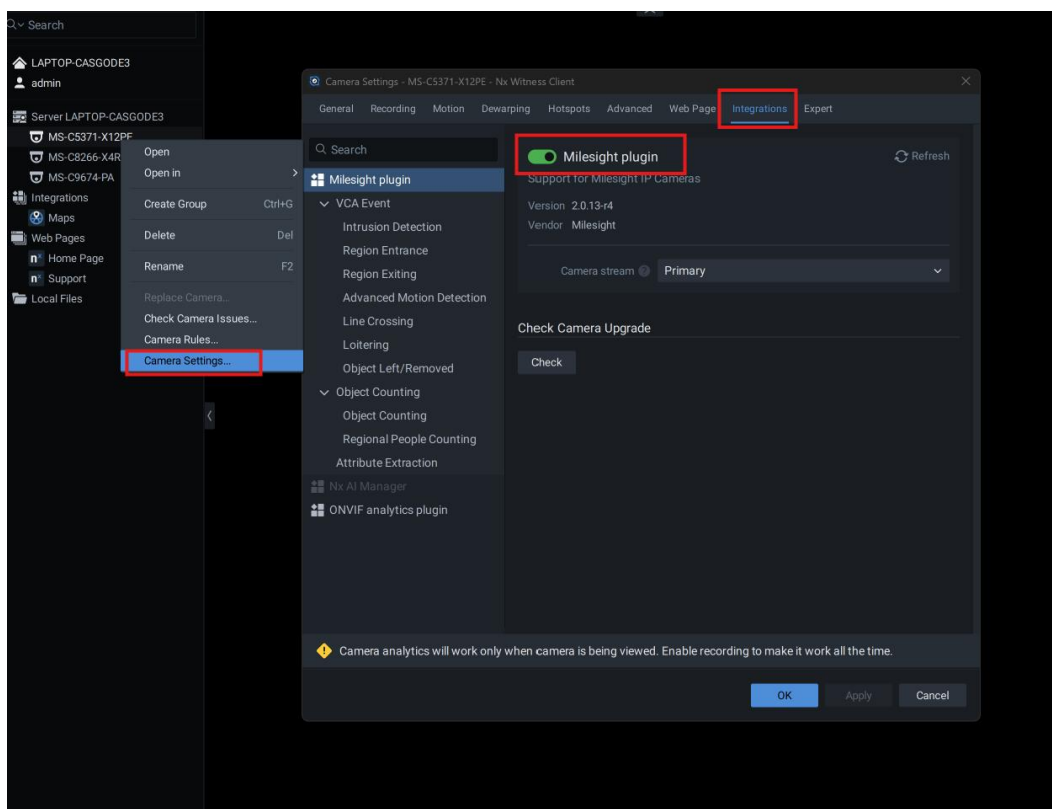 Search
LAPTOP-CASGODE3
admin
Server LAPTOP-CASGODE3
MS-C5371-X12PE
MS-C8266-X4R
MS-C9674-PA
Integrations
Maps
Web Pages
Home Page
Support
Local Files
Open
Open in
Create Group Ctrl+G
Delete Del
Rename F2
Replace Camera...
Check Camera Issues...
Camera Rules...
Camera Settings...
Camera Settings - MS-C5371-X12PE - Nx Witness Client
General Recording Motion Dewarping Hotspots Advanced Web Page Integrations Expert
Search
Milesight plugin
VCA Event
Intrusion Detection
Region Entrance
Region Exiting
Advanced Motion Detection
Line Crossing
Loitering
Object Left/Removed
Object Counting
Object Counting
Regional People Counting
Attribute Extraction
Nx AI Manager
ONVIF analytics plugin
Milesight plugin
Refresh
Support for Milesight IP Cameras
Version 2.0.13-r4
Vendor Milesight
Camera stream Primary
Check Camera Upgrade
Check
Camera analytics will work only when camera is being viewed. Enable recording to make it work all the time.
OK Apply Cancel